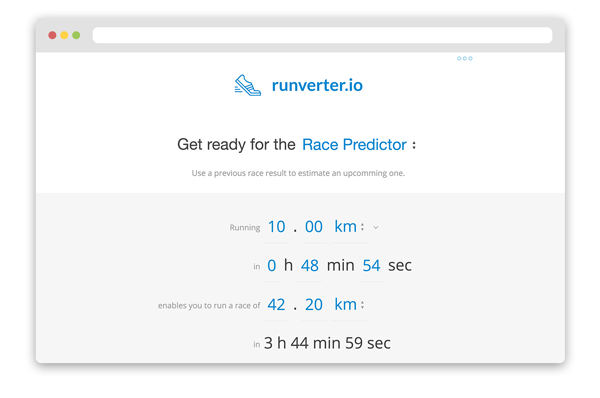 runverter.io
Get ready for the Race Predictor
Use a previous race result to estimate an upcomming one.
Running 10 . 00 km
in 0 h 48 min 54 sec
enables you to run a race of 42 . 20 km
in 3 h 44 min 59 sec